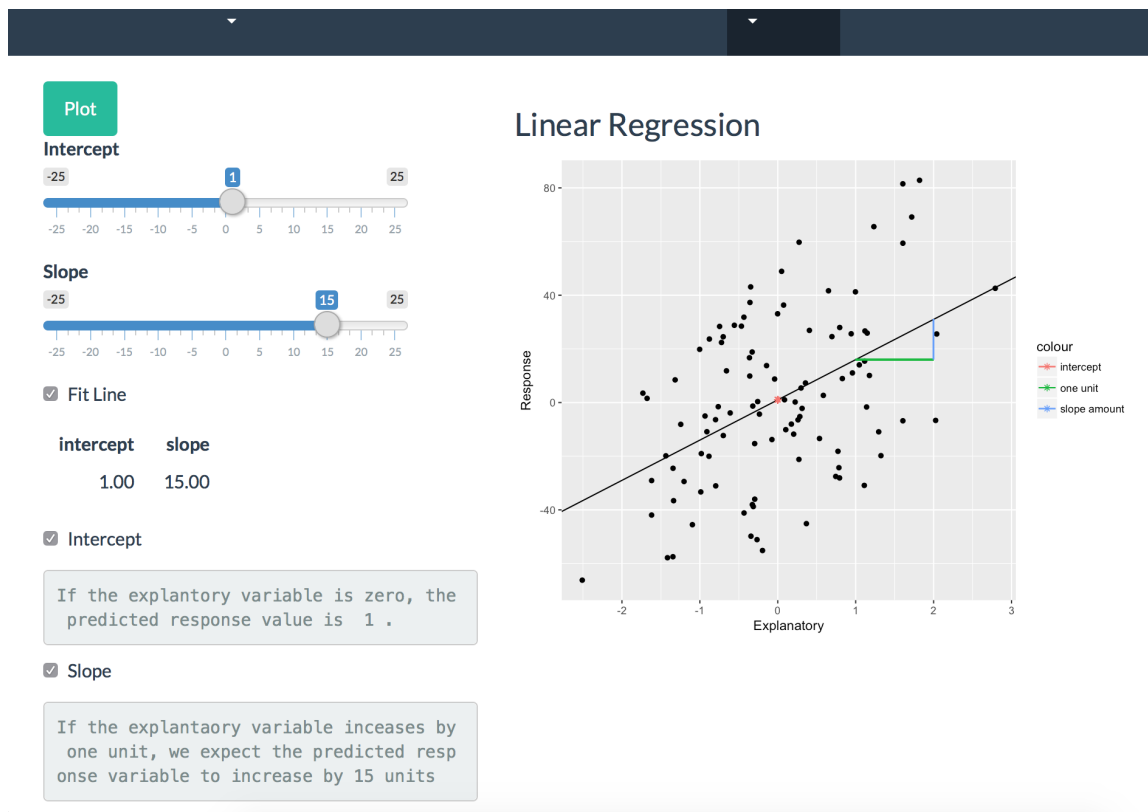 Plot
Intercept
-25 1 25
-25 -20 -15 -10 -5 0 5 10 15 20 25
Slope
-25 15 25
-25 -20 -15 -10 -5 0 5 10 15 20 25
Fit Line
intercept slope
1.00 15.00
Intercept
If the explantory variable is zero, the
predicted response value is 1 .
Slope
If the explantaory variable inceases by
one unit, we expect the predicted resp
onse variable to increase by 15 units
Linear Regression
Response
80
40
0
-40
-2 -1 0 1 2 3
Explanatory
colour
intercept
one unit
slope amount